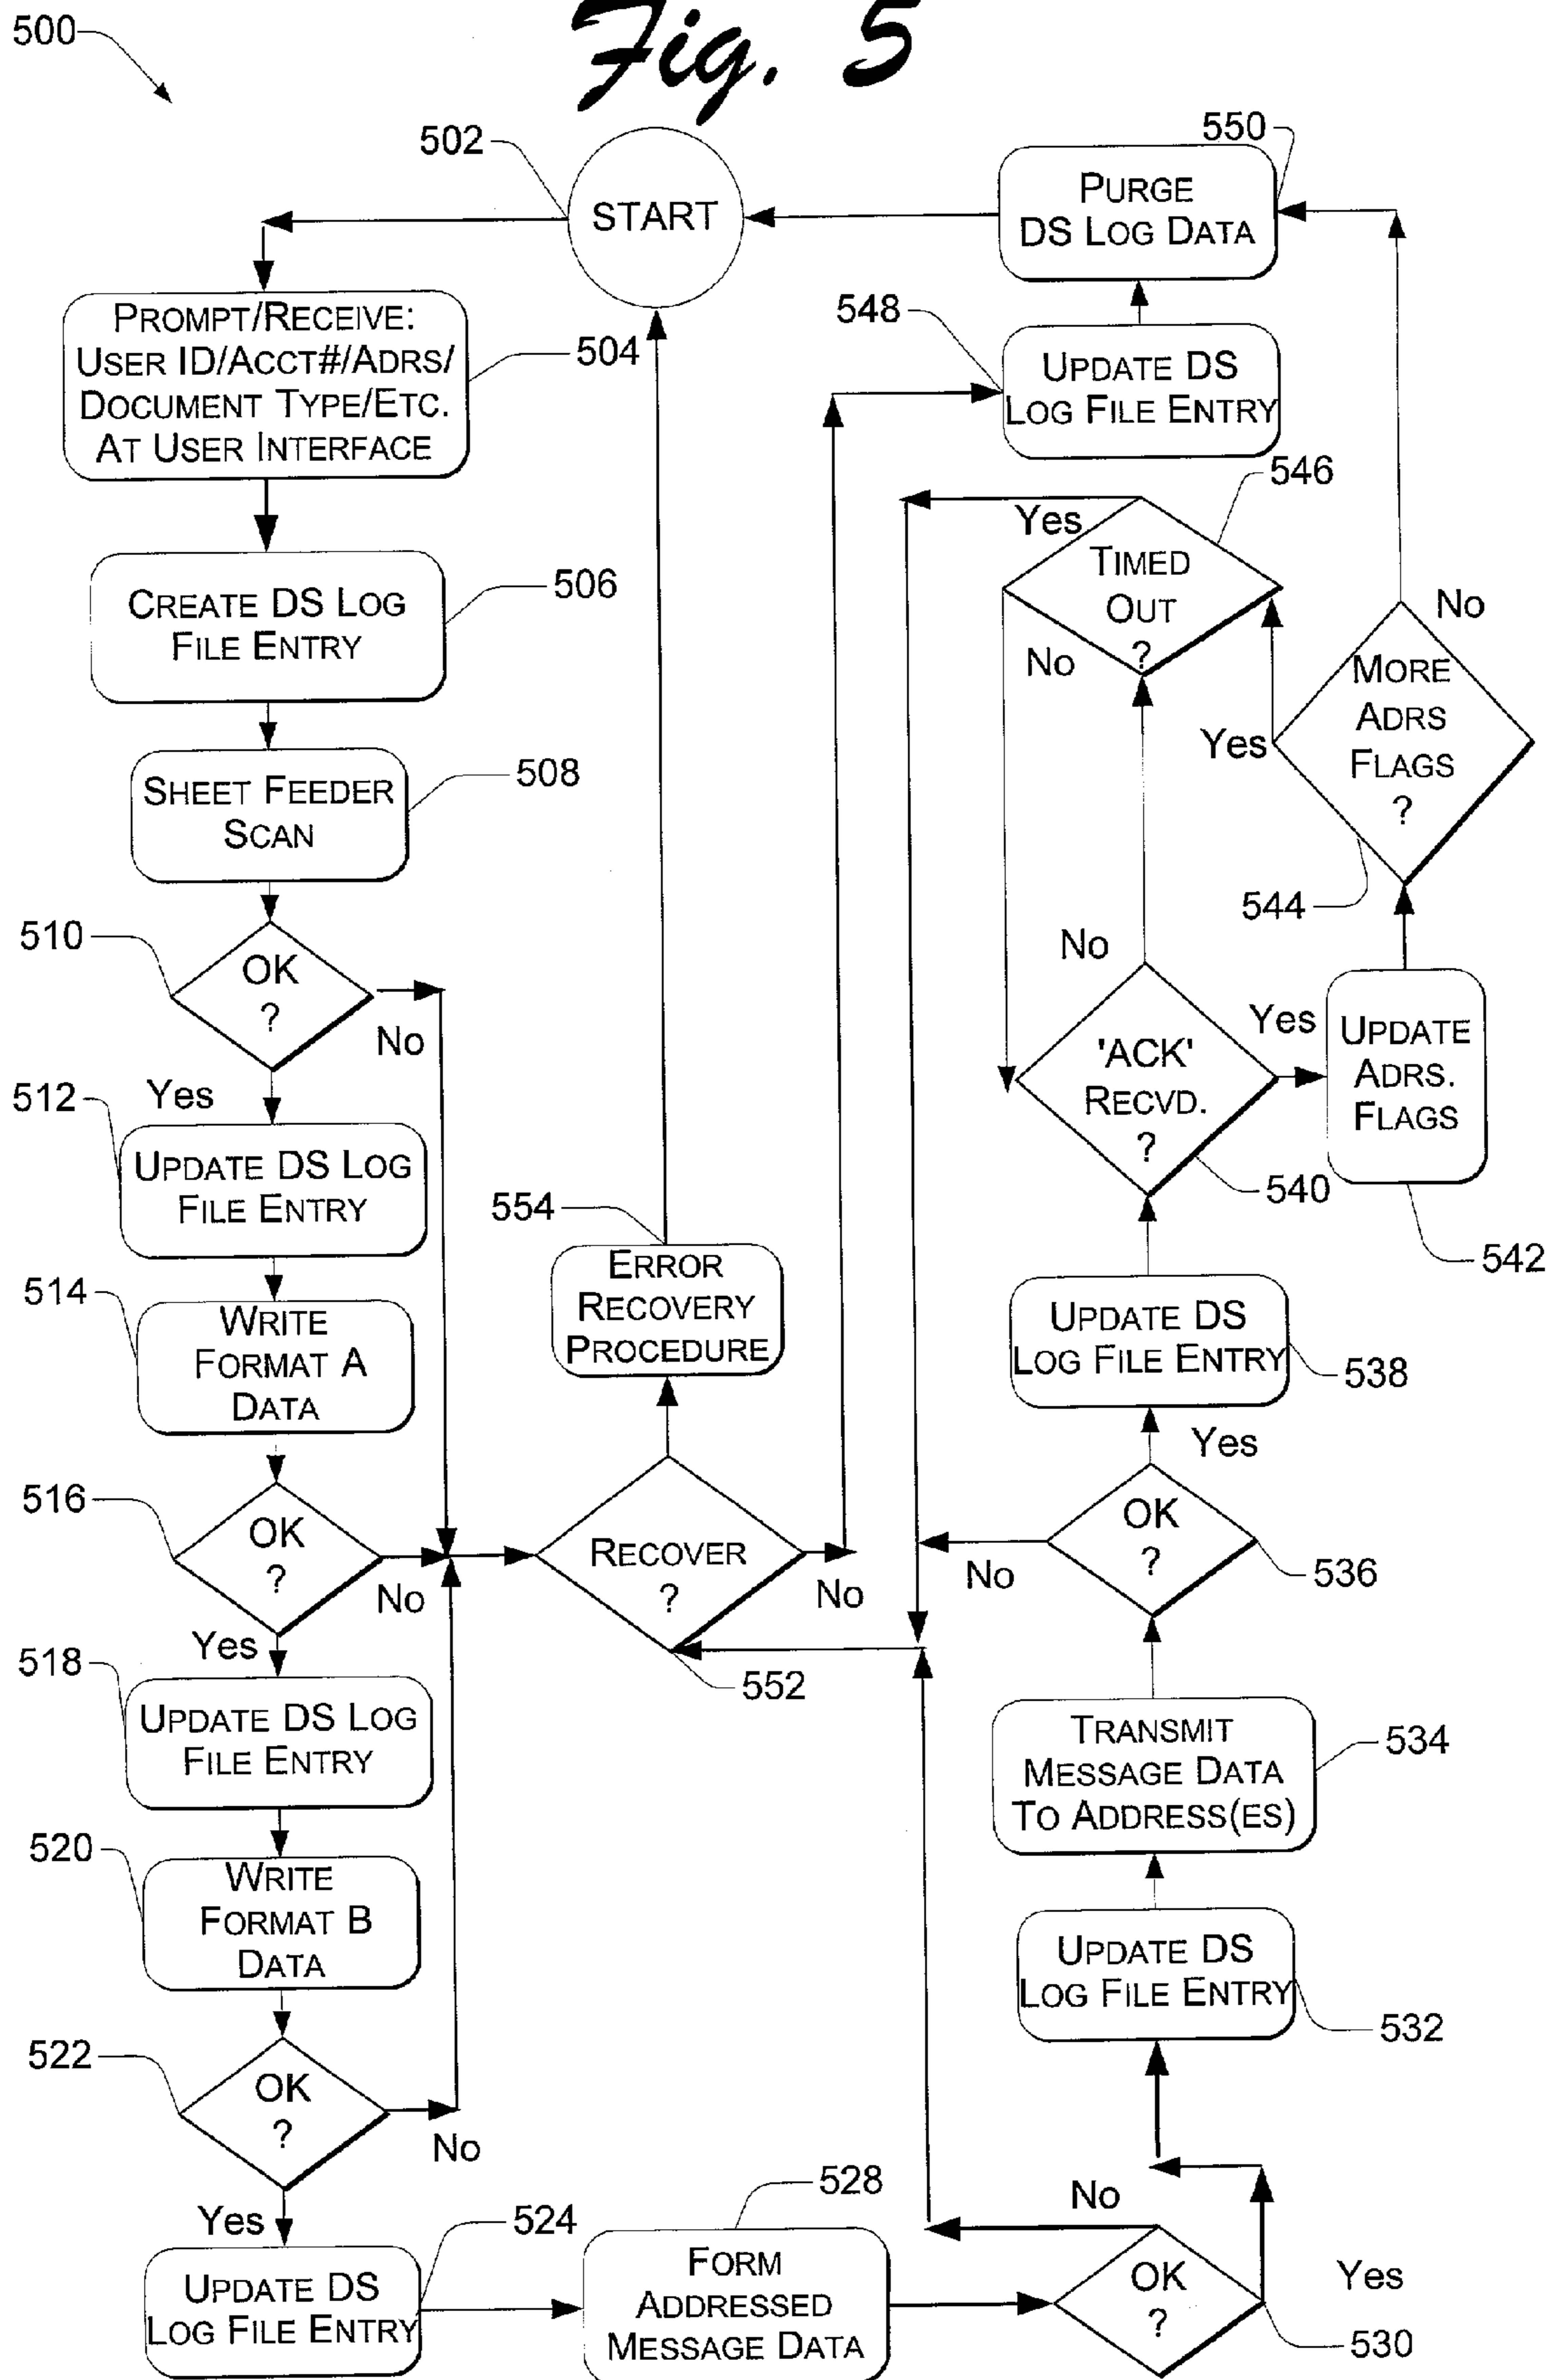 Fig. 5
500
502
START
550
PURGE
DS LOG DATA
PROMPT/RECEIVE:
USER ID/ACCT#/ADRS/
DOCUMENT TYPE/ETC.
AT USER INTERFACE
504
548
UPDATE DS
LOG FILE ENTRY
CREATE DS LOG
FILE ENTRY
506
546
Yes
TIMED
OUT
?
No
No
MORE
ADRS
FLAGS
?
Yes
544
SHEET FEEDER
SCAN
508
510
OK
?
No
Yes
No
'ACK'
RECVD.
?
Yes
540
UPDATE
ADRS.
FLAGS
542
512
UPDATE DS LOG
FILE ENTRY
514
WRITE
FORMAT A
DATA
554
ERROR
RECOVERY
PROCEDURE
UPDATE DS
LOG FILE ENTRY
538
Yes
516
OK
?
No
Yes
RECOVER
?
No
552
OK
?
No
536
518
UPDATE DS LOG
FILE ENTRY
TRANSMIT
MESSAGE DATA
TO ADDRESS(ES)
534
520
WRITE
FORMAT B
DATA
UPDATE DS
LOG FILE ENTRY
532
522
OK
?
No
Yes
524
UPDATE DS
LOG FILE ENTRY
528
FORM
ADDRESSED
MESSAGE DATA
No
OK
?
Yes
530